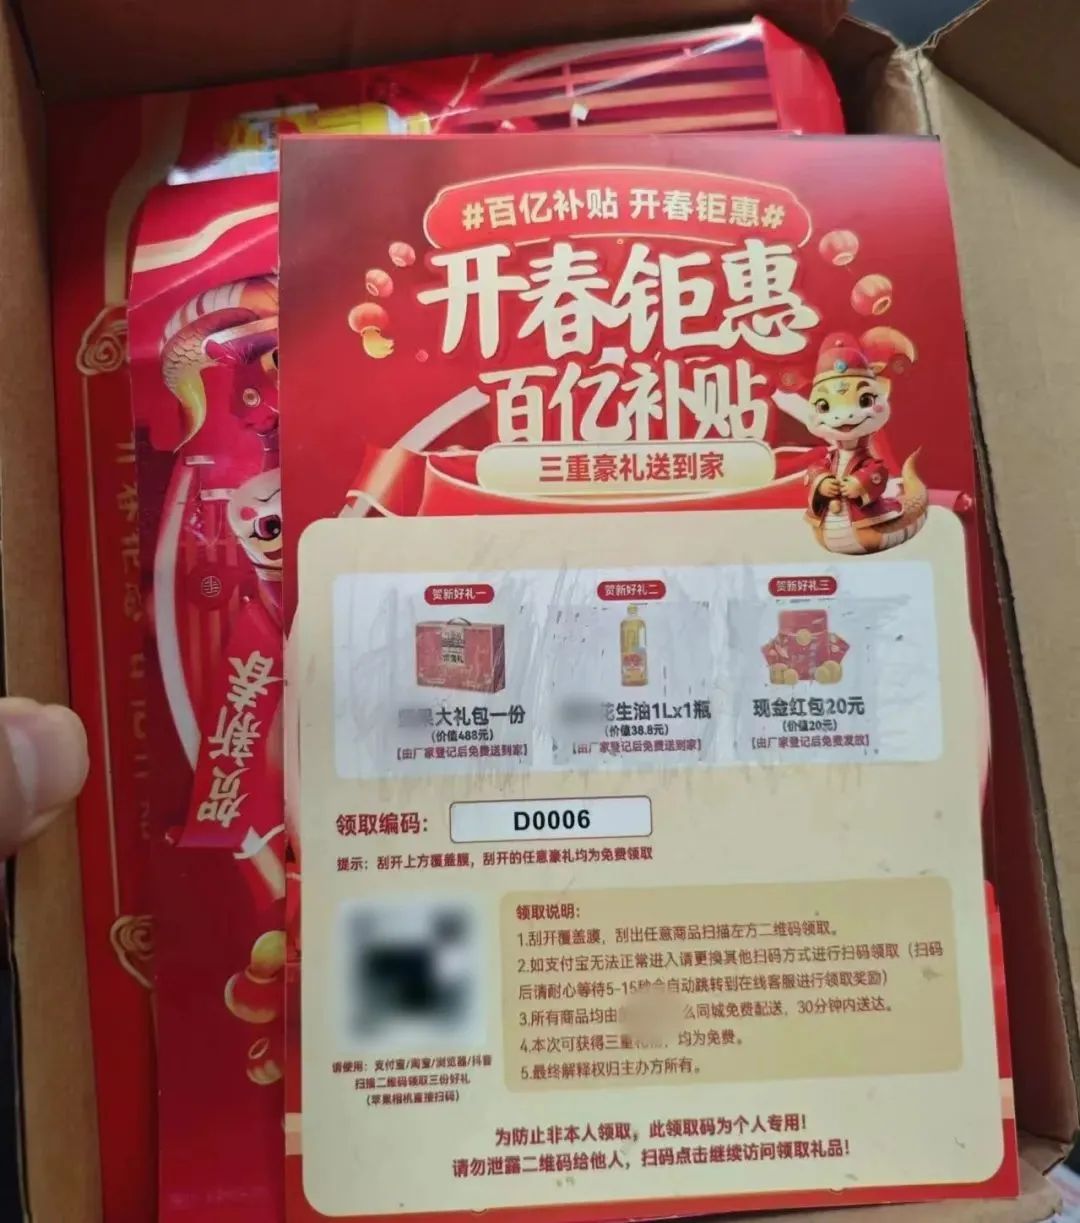 #百亿补贴 开春钜惠#
开春钜惠
百亿补贴
三重豪礼送到家
贺新春
贺新好礼一
大礼包一份
(价值488元)
【由厂家登记后免费送到家】
贺新好礼二
花生油1Lx1瓶
(价值38.8元)
【由厂家登记后免费送到家】
贺新好礼三
现金红包20元
(价值20元)
【由厂家登记后免费发放】
领取编码: D0006
提示: 刮开上方覆盖膜, 刮开的任意豪礼均为免费领取
请使用: 支付宝/淘宝/浏览器/抖音
扫描二维码领取三份好礼
(苹果相机直接扫码)
领取说明:
1.刮开覆盖膜, 刮出任意商品扫描左方二维码领取。
2.如支付宝无法正常进入请更换其他扫码方式进行扫码领取 (扫码
后请耐心等待5-15秒会自动跳转到在线客服进行领取奖励)
3.所有商品均由 么同城免费配送, 30分钟内送达。
4.本次可获得三重 , 均为免费。
5.最终解释权归主办方所有。
为防止非本人领取, 此领取码为个人专用!
请勿泄露二维码给他人, 扫码点击继续访问领取礼品!